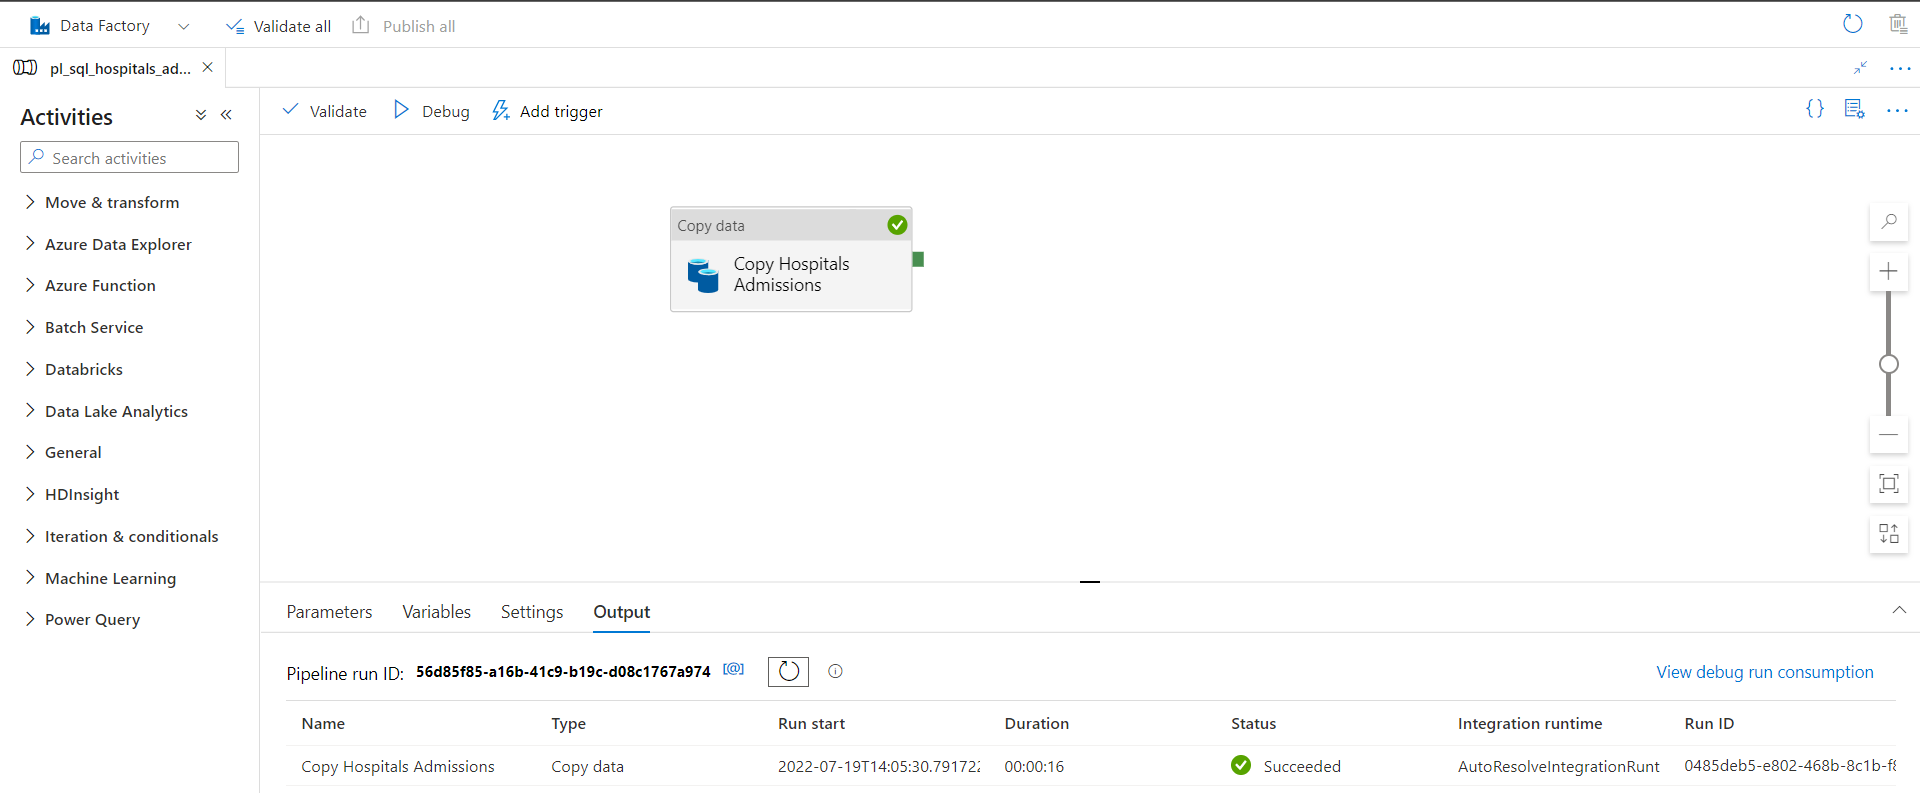 Data Factory
Validate all
Publish all
pl_sql_hospitals_ad...
Activities
Search activities
Move & transform
Azure Data Explorer
Azure Function
Batch Service
Databricks
Data Lake Analytics
General
HDInsight
Iteration & conditionals
Machine Learning
Power Query
Validate
Debug
Add trigger
{}
Copy data
Copy Hospitals
Admissions
Parameters Variables Settings Output
Pipeline run ID: 56d85f85-a16b-41c9-b19c-d08c1767a974 [@]
View debug run consumption
Name Type Run start Duration Status Integration runtime Run ID
Copy Hospitals Admissions Copy data 2022-07-19T14:05:30.791722 00:00:16 Succeeded AutoResolveIntegrationRunt 0485deb5-e802-468b-8c1b-f8